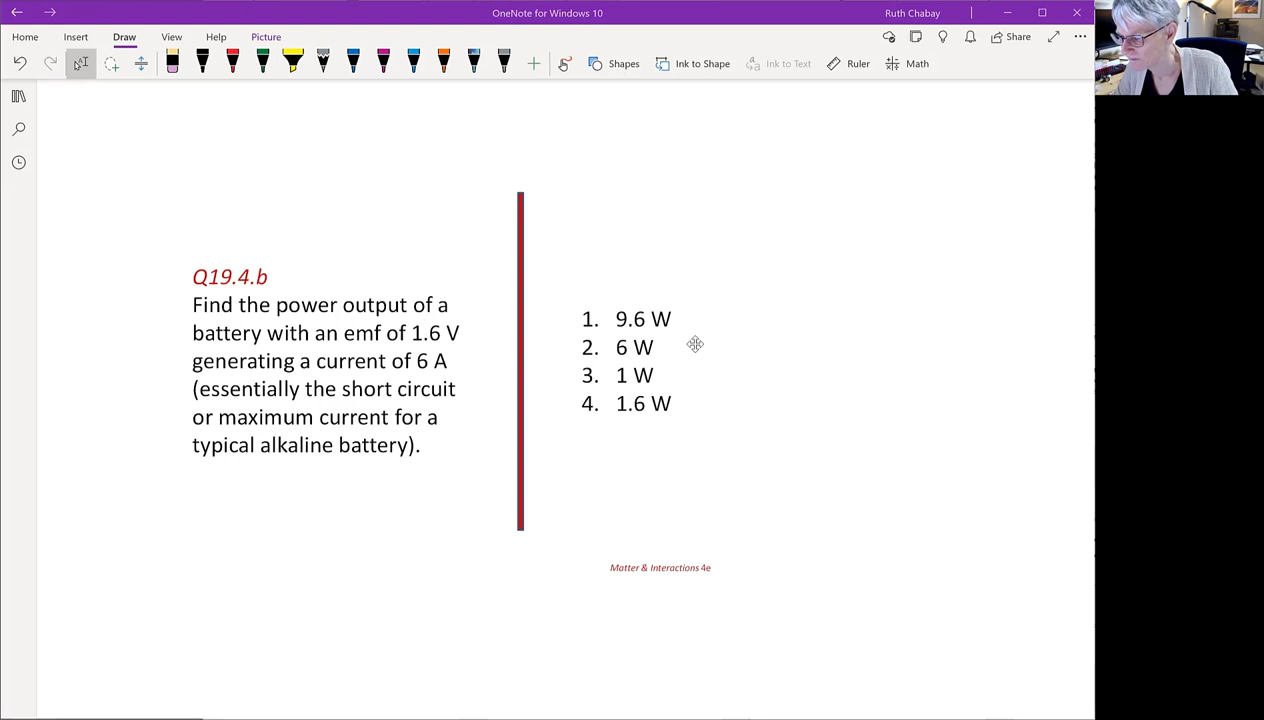 OneNote for Windows 10
Ruth Chabay
Home
Insert
Draw
View
Help
Picture
Share
Shapes
Ink to Shape
Ink to Text
Ruler
Math
Q19.4.b
Find the power output of a
battery with an emf of 1.6 V
generating a current of 6 A
(essentially the short circuit
or maximum current for a
typical alkaline battery).
1. 9.6 W
2. 6 W
3. 1 W
4. 1.6 W
Matter & Interactions 4e